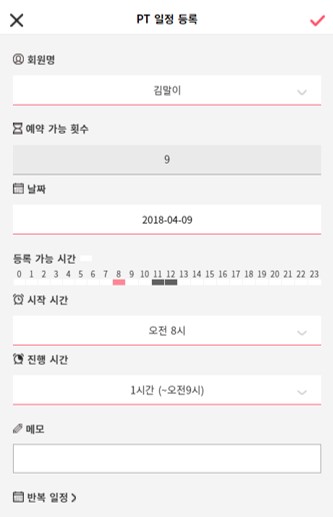 PT 일정 등록
회원명
김말이
예약 가능 횟수
9
날짜
2018-04-09
등록 가능 시간
0 1 2 3 4 5 6 7 8 9 10 11 12 13 14 15 16 17 18 19 20 21 22 23
시작 시간
오전 8시
진행 시간
1시간 (~오전9시)
메모
반복 일정